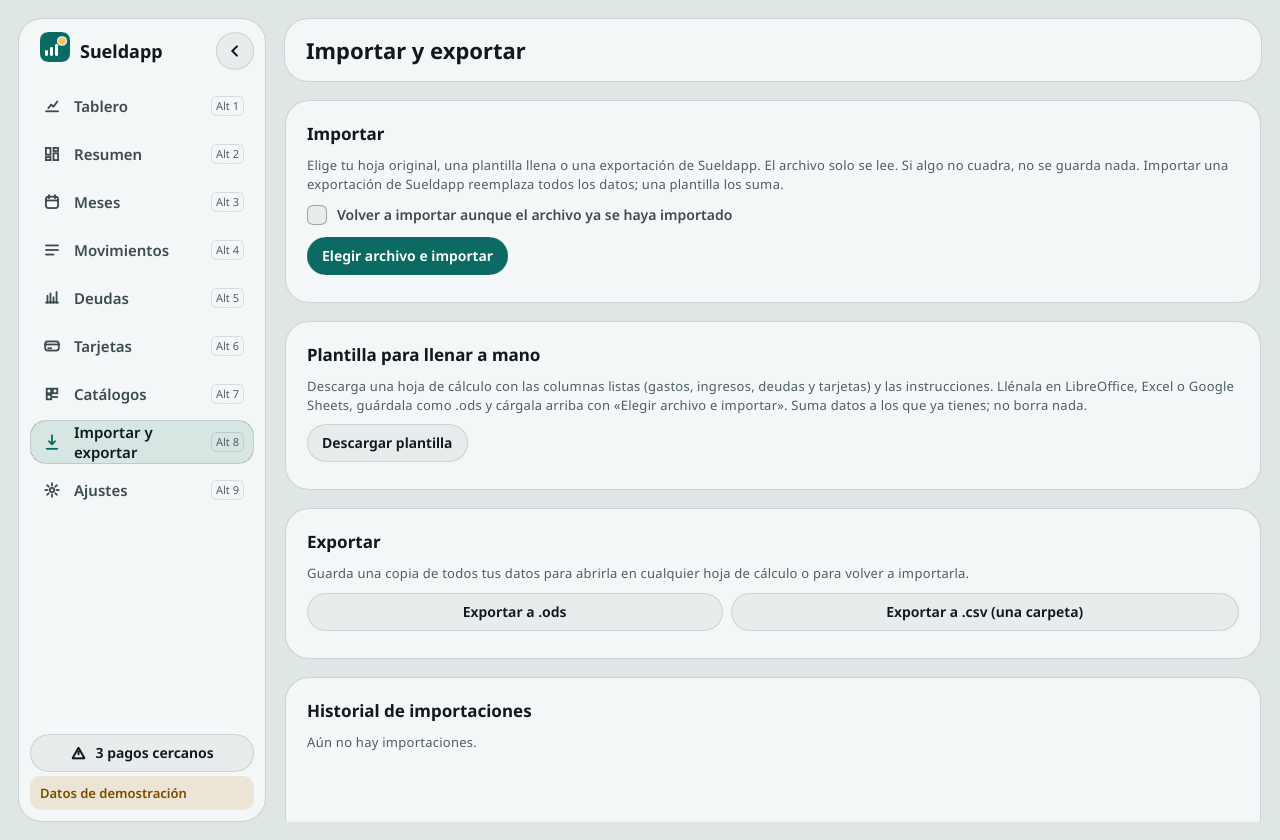 Sueldapp
Tablero Alt 1
Resumen Alt 2
Meses Alt 3
Movimientos Alt 4
Deudas Alt 5
Tarjetas Alt 6
Catálogos Alt 7
Importar y
exportar Alt 8
Ajustes Alt 9
3 pagos cercanos
Datos de demostración
Importar y exportar
Importar
Elige tu hoja original, una plantilla llena o una exportación de Sueldapp. El archivo solo se lee. Si algo no cuadra, no se guarda nada. Importar una
exportación de Sueldapp reemplaza todos los datos; una plantilla los suma.
Volver a importar aunque el archivo ya se haya importado
Elegir archivo e importar
Plantilla para llenar a mano
Descarga una hoja de cálculo con las columnas listas (gastos, ingresos, deudas y tarjetas) y las instrucciones. Llénala en LibreOffice, Excel o Google
Sheets, guárdala como .ods y cárgala arriba con «Elegir archivo e importar». Suma datos a los que ya tienes; no borra nada.
Descargar plantilla
Exportar
Guarda una copia de todos tus datos para abrirla en cualquier hoja de cálculo o para volver a importarla.
Exportar a .ods
Exportar a .csv (una carpeta)
Historial de importaciones
Aún no hay importaciones.